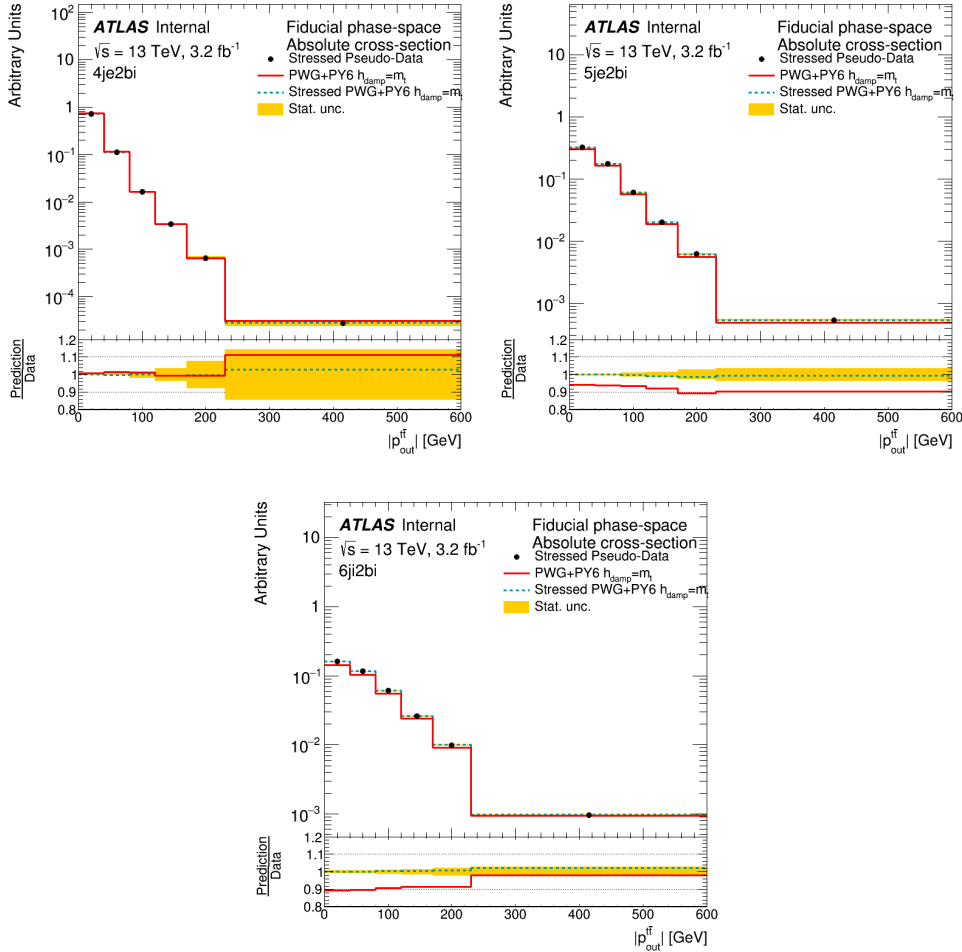 Arbitrary Units
10²
1
10⁻¹
10⁻²
10⁻³
10⁻⁴
ATLAS Internal
√s = 13 TeV, 3.2 fb⁻¹
4je2bi
Fiducial phase-space
Absolute cross-section
Stressed Pseudo-Data
PWG+PY6 h_damp=m_t
Stressed PWG+PY6 h_damp=m_t
Stat. unc.
Prediction
Data
1.2
1.1
1.0
0.9
0.8
0 100 200 300 400 500 600
|p_out^tt̄| [GeV]
Arbitrary Units
10
1
10⁻¹
10⁻²
10⁻³
ATLAS Internal
√s = 13 TeV, 3.2 fb⁻¹
5je2bi
Fiducial phase-space
Absolute cross-section
Stressed Pseudo-Data
PWG+PY6 h_damp=m_t
Stressed PWG+PY6 h_damp=m_t
Stat. unc.
Prediction
Data
1.2
1.1
1.0
0.9
0.8
0 100 200 300 400 500 600
|p_out^tt̄| [GeV]
Arbitrary Units
10
1
10⁻¹
10⁻²
10⁻³
ATLAS Internal
√s = 13 TeV, 3.2 fb⁻¹
6ji2bi
Fiducial phase-space
Absolute cross-section
Stressed Pseudo-Data
PWG+PY6 h_damp=m_t
Stressed PWG+PY6 h_damp=m_t
Stat. unc.
Prediction
Data
1.2
1.1
1.0
0.9
0.8
0 100 200 300 400 500 600
|p_out^tt̄| [GeV]